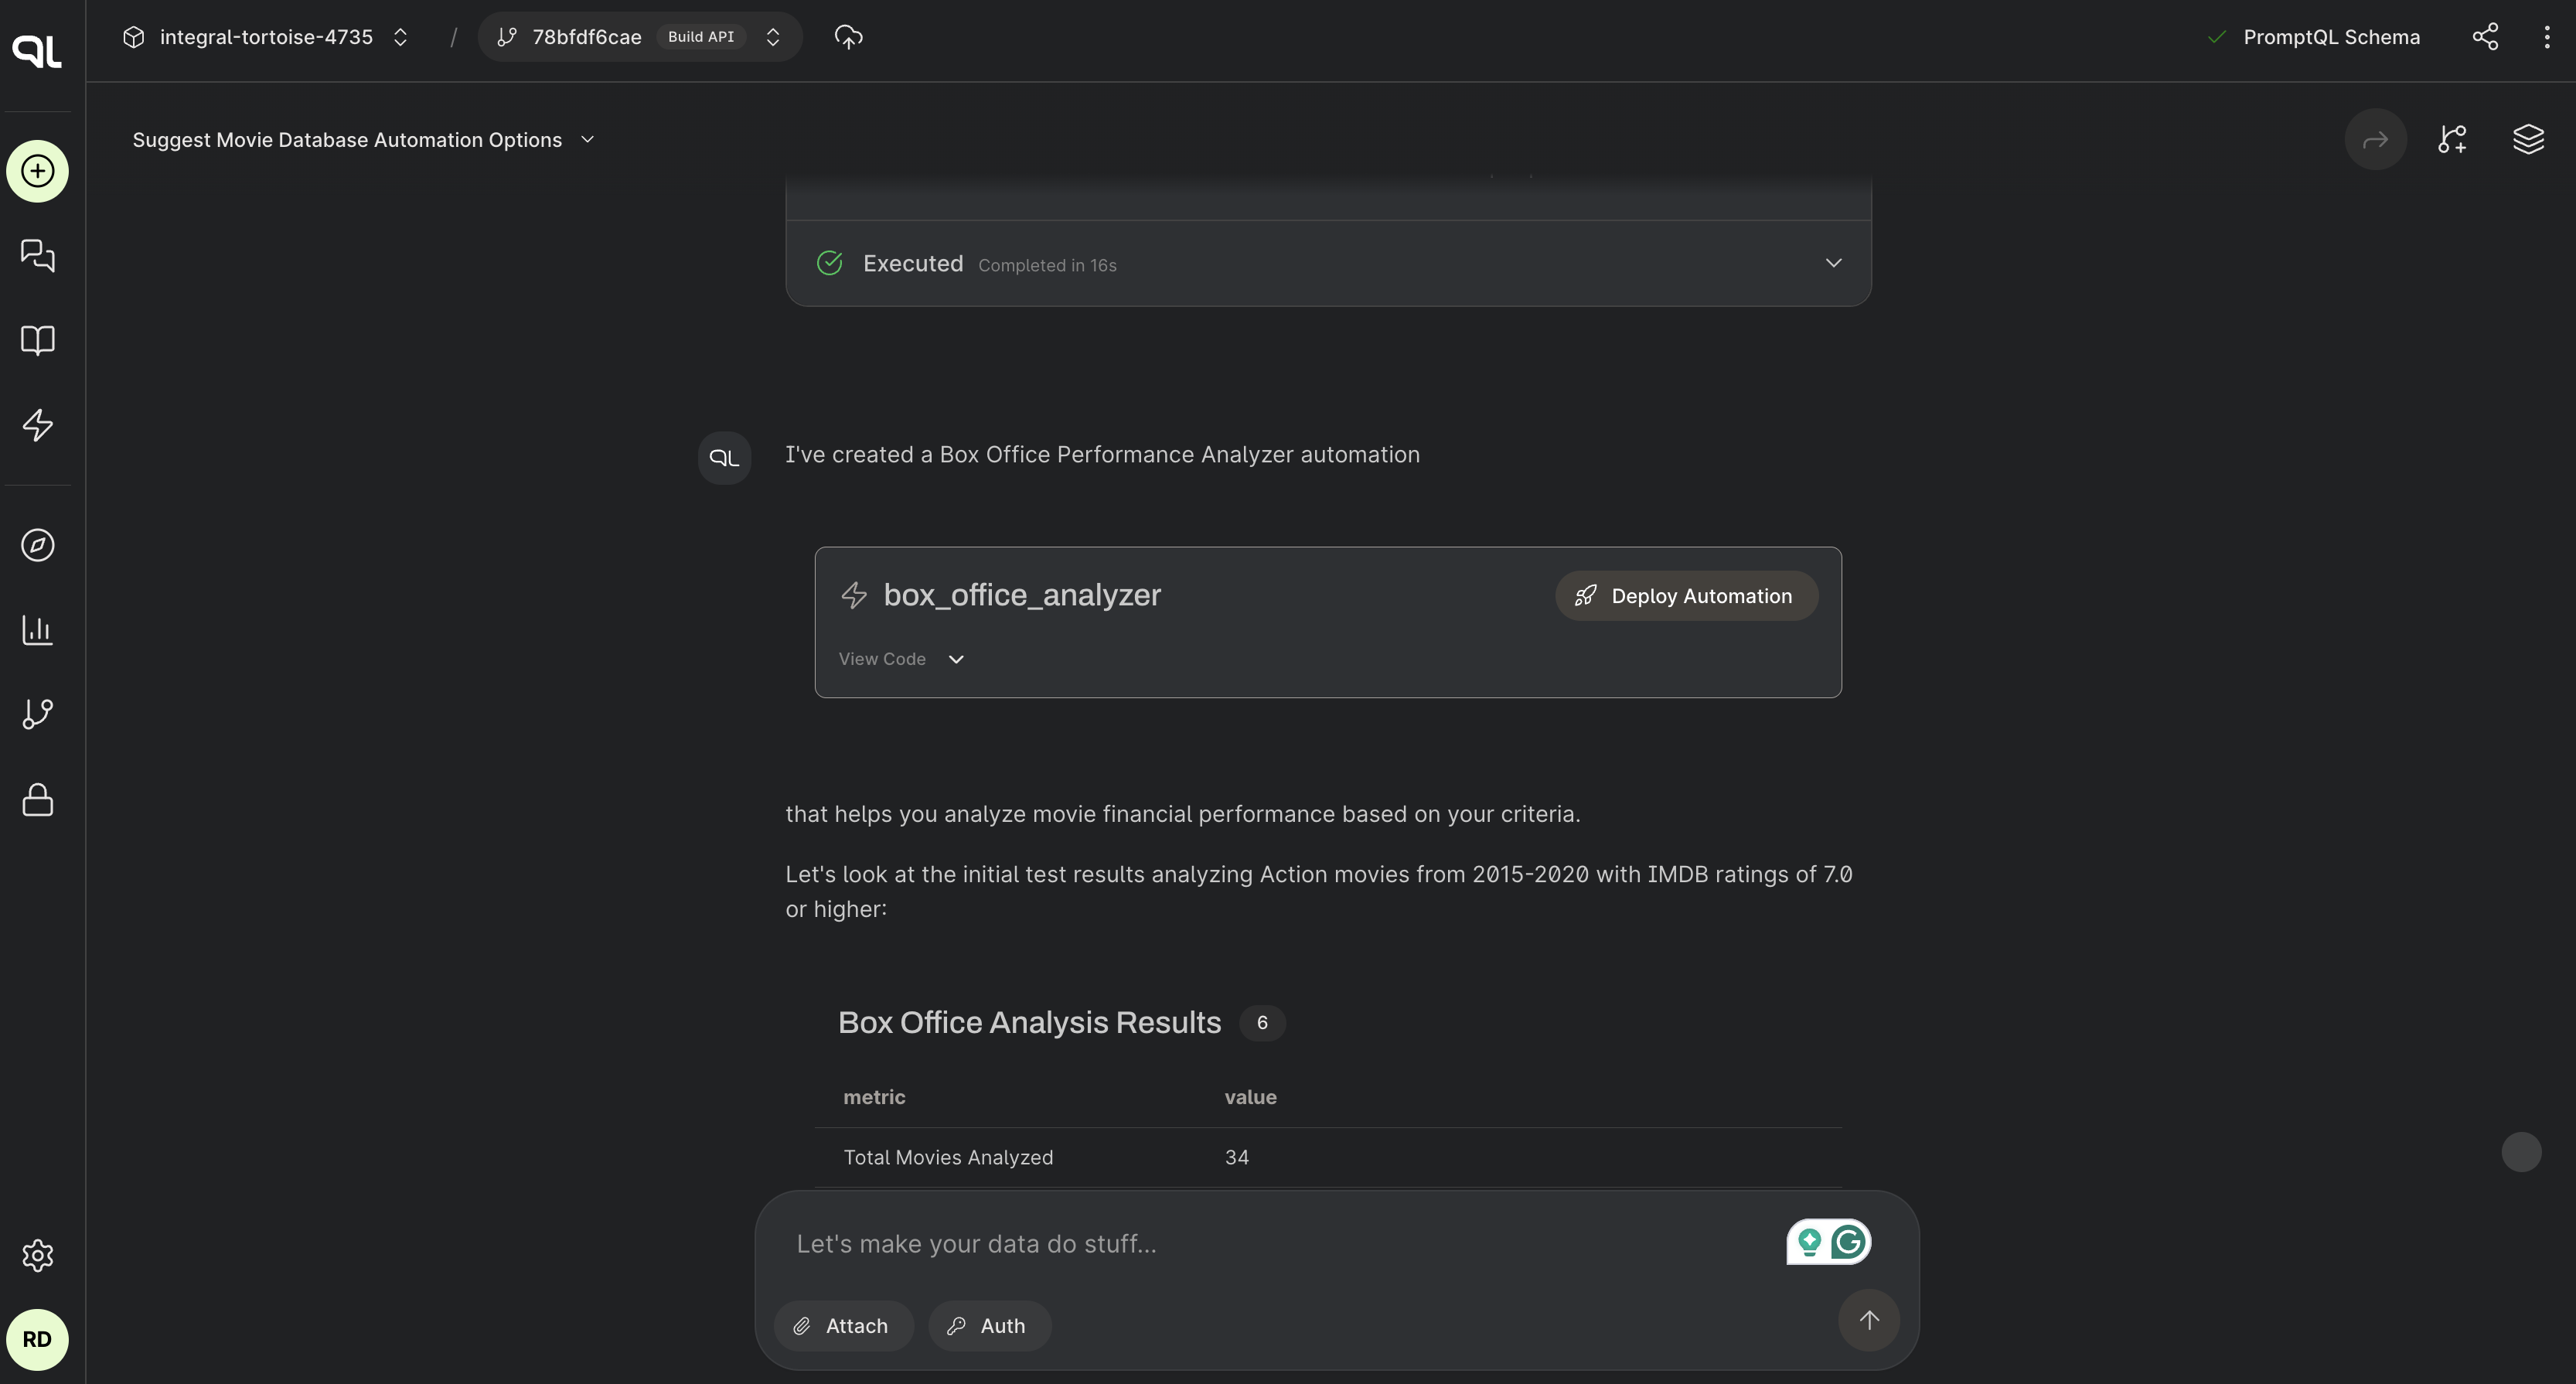 QL
integral-tortoise-4735 / 78bfdf6cae Build API
PromptQL Schema
Suggest Movie Database Automation Options
Executed Completed in 16s
QL
I've created a Box Office Performance Analyzer automation
box_office_analyzer
Deploy Automation
View Code
that helps you analyze movie financial performance based on your criteria.
Let's look at the initial test results analyzing Action movies from 2015-2020 with IMDB ratings of 7.0
or higher:
Box Office Analysis Results 6
metric value
Total Movies Analyzed 34
Let's make your data do stuff...
G
Attach
Auth
RD